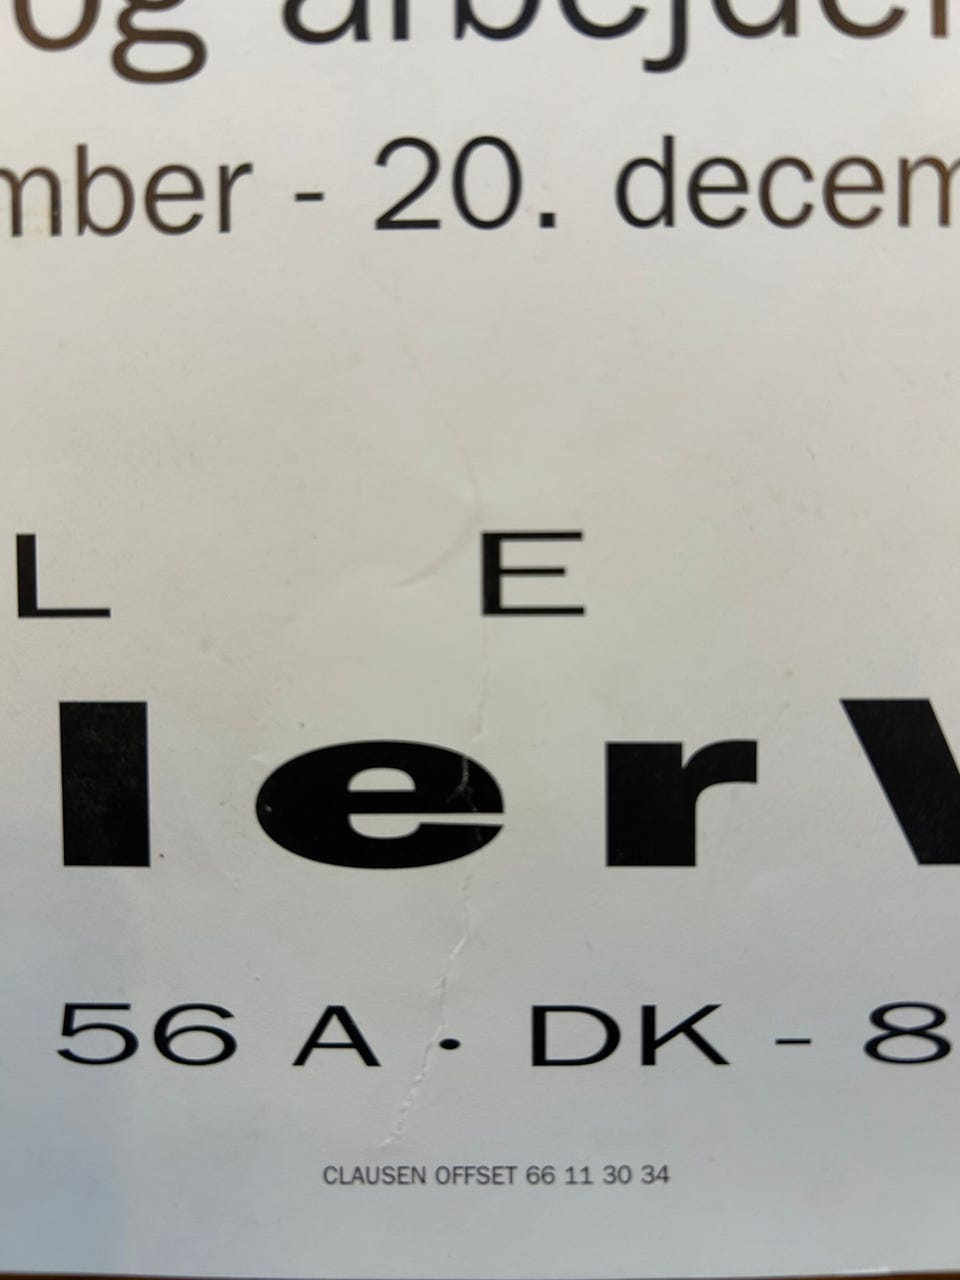 og arbejder
mber - 20. decem
L E
lerV
56 A · DK - 8
CLAUSEN OFFSET 66 11 30 34